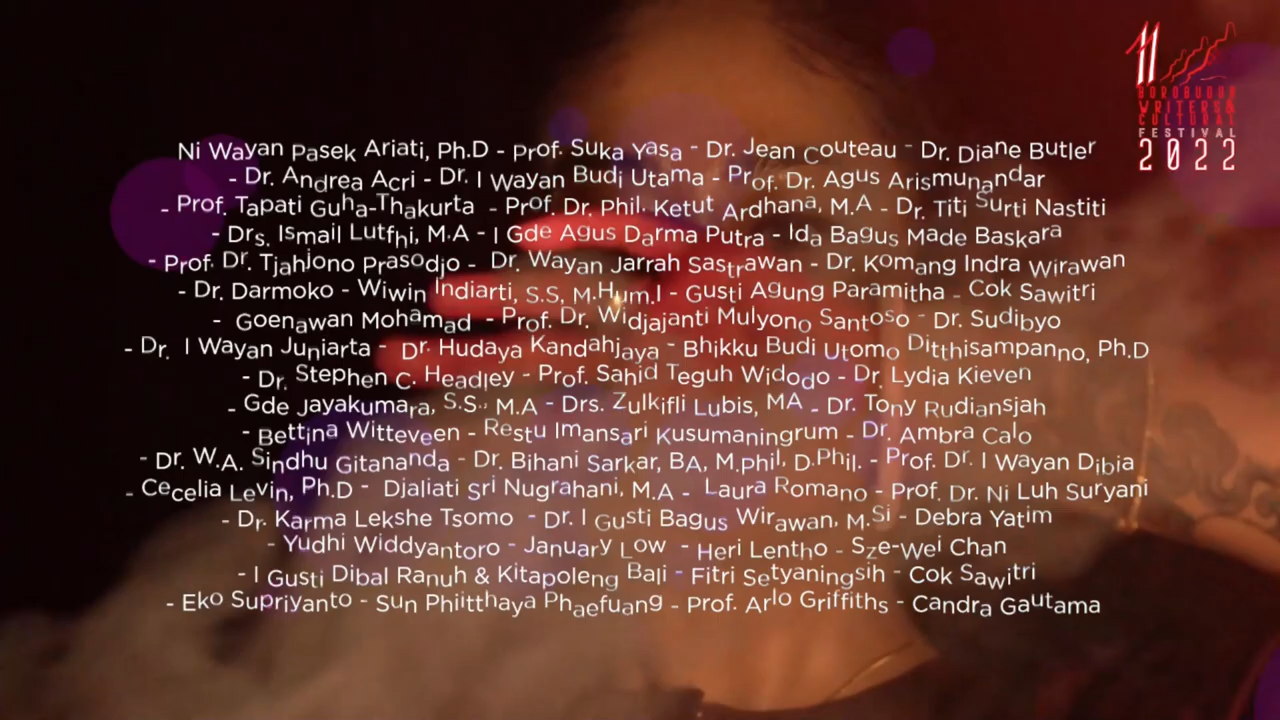 11
BOROBUDUR
WRITERS &
CULTURAL
FESTIVAL
2022
Ni Wayan Pasek Ariati, Ph.D - Prof. Suka Yasa - Dr. Jean Couteau - Dr. Diane Butler
- Dr. Andrea Acri - Dr. I Wayan Budi Utama - Prof. Dr. Agus Arismunandar
- Prof. Tapati Guha-Thakurta - Prof. Dr. Phil. Ketut Ardhana, M.A - Dr. Titi Surti Nastiti
- Drs. Ismail Lutfhi, M.A - I Gde Agus Darma Putra - Ida Bagus Made Baskara
- Prof. Dr. Tjahjono Prasodjo - Dr. Wayan Jarrah Sastrawan - Dr. Komang Indra Wirawan
- Dr. Darmoko - Wiwin Indiarti, S.S, M.Hum.I - Gusti Agung Paramitha - Cok Sawitri
- Goenawan Mohamad - Prof. Dr. Widjajanti Mulyono Santoso - Dr. Sudibyo
- Dr. I Wayan Juniarta - Dr. Hudaya Kandahjaya - Bhikku Budi Utomo Ditthisampanno, Ph.D
- Dr. Stephen C. Headley - Prof. Sahid Teguh Widodo - Dr. Lydia Kieven
- Gde Jayakumara, S.S., M.A - Drs. Zulkifli Lubis, MA - Dr. Tony Rudiansjah
- Bettina Witteveen - Restu Imansari Kusumaningrum - Dr. Ambra Calo
- Dr. W.A. Sindhu Gitananda - Dr. Bihani Sarkar, BA, M.phil, D.Phil. - Prof. Dr. I Wayan Dibia
- Cecelia Levin, Ph.D - Djaliati Sri Nugrahani, M.A - Laura Romano - Prof. Dr. Ni Luh Suryani
- Dr. Karma Lekshe Tsomo - Dr. I Gusti Bagus Wirawan, M.Si - Debra Yatim
- Yudhi Widdyantoro - January Low - Heri Lentho - Sze-Wei Chan
- I Gusti Dibal Ranuh & Kitapoleng Bali - Fitri Setyaningsih - Cok Sawitri
- Eko Supriyanto - Sun Phiitthaya Phaefuang - Prof. Arlo Griffiths - Candra Gautama